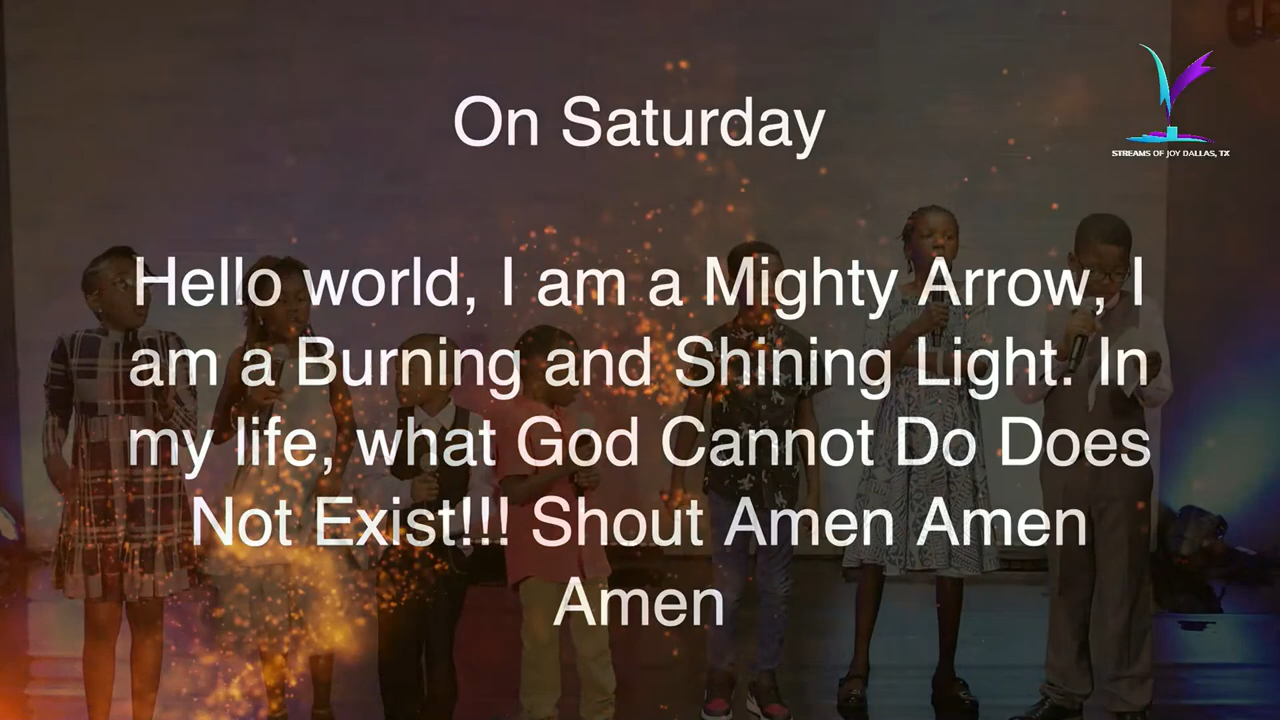 On Saturday
STREAMS OF JOY DALLAS, TX
Hello world, I am a Mighty Arrow, I
am a Burning and Shining Light. In
my life, what God Cannot Do Does
Not Exist!!! Shout Amen Amen
Amen